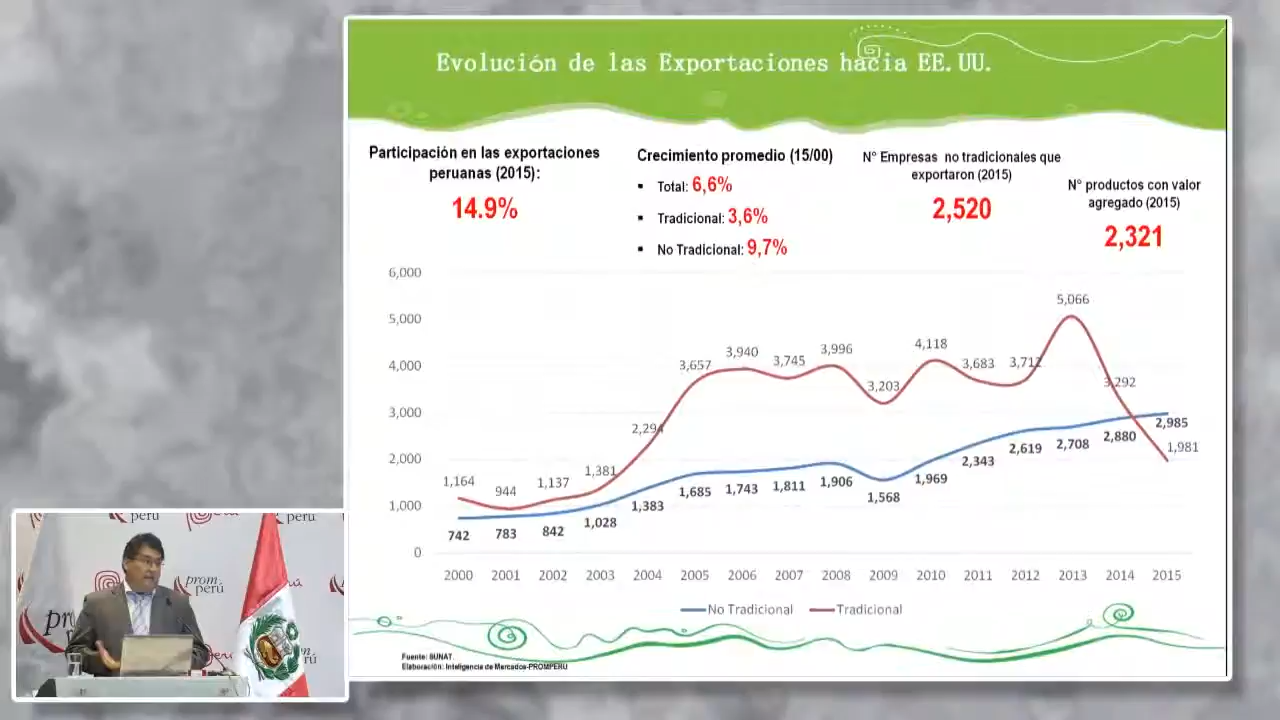 Evolución de las Exportaciones hacia EE.UU.
Participación en las exportaciones
peruanas (2015):
14.9%
Crecimiento promedio (15/00)
▪ Total: 6,6%
▪ Tradicional: 3,6%
▪ No Tradicional: 9,7%
N° Empresas no tradicionales que
exportaron (2015)
2,520
N° productos con valor
agregado (2015)
2,321
6,000
5,000
4,000
3,000
2,000
1,000
0
1,164
944
1,137
1,381
2,294
3,657
3,940
3,745
3,996
3,203
4,118
3,683
3,712
5,066
3,292
1,981
742
783
842
1,028
1,383
1,685
1,743
1,811
1,906
1,568
1,969
2,343
2,619
2,708
2,880
2,985
2000 2001 2002 2003 2004 2005 2006 2007 2008 2009 2010 2011 2012 2013 2014 2015
No Tradicional Tradicional
Fuente: SUNAT.
Elaboración: Inteligencia de Mercados-PROMPERU
perú
perú
prom
perú